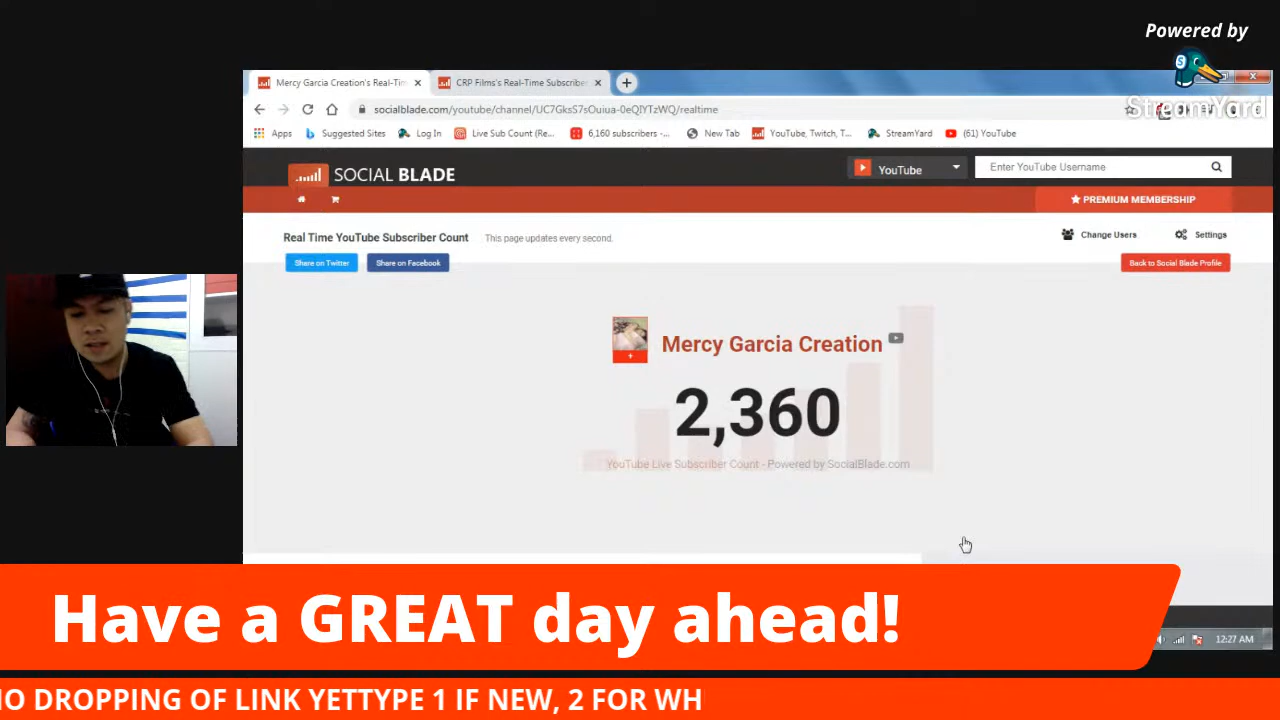 Powered by
StreamYard
Mercy Garcia Creation's Real-Tim
CRP Films's Real-Time Subscribe
socialblade.com/youtube/channel/UC7GksS7sOuiua-0eQIYTzWQ/realtime
Apps Suggested Sites Log In Live Sub Count (Re... 6,160 subscribers -... New Tab YouTube, Twitch, T... StreamYard (61) YouTube
SOCIAL BLADE YouTube Enter YouTube Username
PREMIUM MEMBERSHIP
Real Time YouTube Subscriber Count This page updates every second. Change Users Settings
Share on Twitter Share on Facebook Back to Social Blade Profile
Mercy Garcia Creation
2,360
YouTube Live Subscriber Count - Powered by SocialBlade.com
Have a GREAT day ahead!
12:27 AM
NO DROPPING OF LINK YETTYPE 1 IF NEW, 2 FOR WH